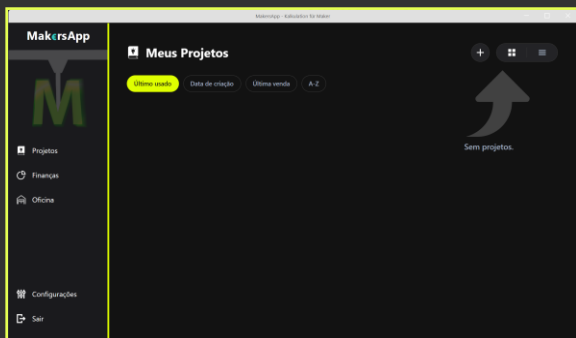 MakersApp - Kalkulator für Maker
MakersApp
M
Meus Projetos
Último usado
Data de criação
Última venda
A-Z
Sem projetos.
Projetos
Finanças
Oficina
Configurações
Sair